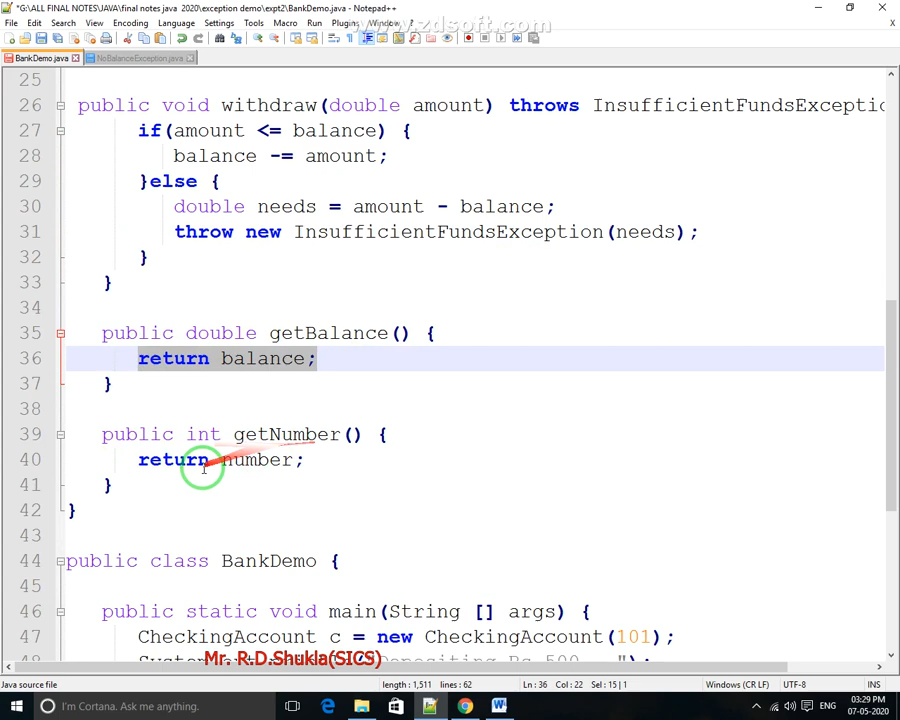 *G:\ALL FINAL NOTES\JAVA\final notes java 2020\exception demo\expt2\BankDemo.java - Notepad++
File Edit Search View Encoding Language Settings Tools Macro Run Plugins Window ?
www.zdsoft.com
BankDemo.java NoBalanceException.java
25
26 public void withdraw(double amount) throws InsufficientFundsExceptio
27 if(amount <= balance) {
28 balance -= amount;
29 }else {
30 double needs = amount - balance;
31 throw new InsufficientFundsException(needs);
32 }
33 }
34
35 public double getBalance() {
36 return balance;
37 }
38
39 public int getNumber() {
40 return number;
41 }
42 }
43
44 public class BankDemo {
45
46 public static void main(String [] args) {
47 CheckingAccount c = new CheckingAccount(101);
Mr. R.D.Shukla(SICS)
Java source file length : 1,511 lines : 62 Ln : 36 Col : 22 Sel : 15 | 1 Windows (CR LF) UTF-8 INS
I'm Cortana. Ask me anything. ENG 03:29 PM
07-05-2020